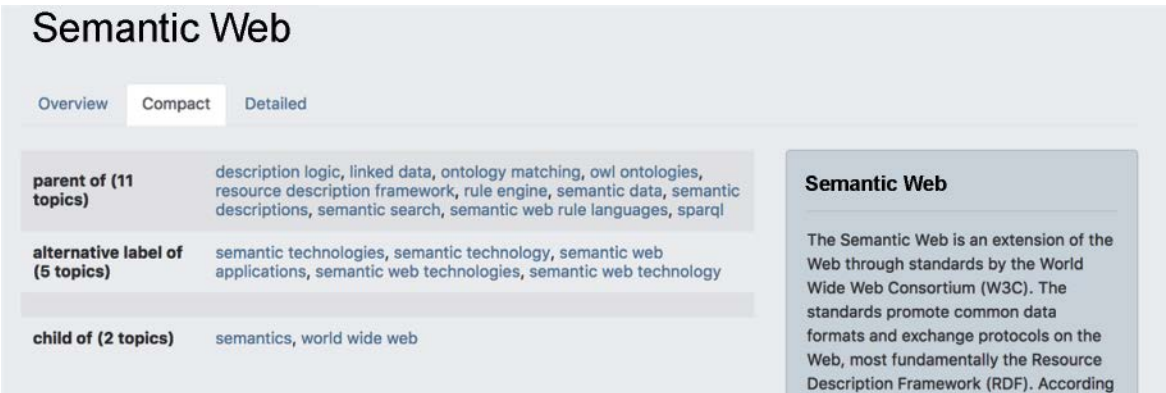 Semantic Web
Overview Compact Detailed
parent of (11 topics)
description logic, linked data, ontology matching, owl ontologies,
resource description framework, rule engine, semantic data, semantic
descriptions, semantic search, semantic web rule languages, sparql
alternative label of (5 topics)
semantic technologies, semantic technology, semantic web
applications, semantic web technologies, semantic web technology
child of (2 topics)
semantics, world wide web
Semantic Web
The Semantic Web is an extension of the
Web through standards by the World
Wide Web Consortium (W3C). The
standards promote common data
formats and exchange protocols on the
Web, most fundamentally the Resource
Description Framework (RDF). According